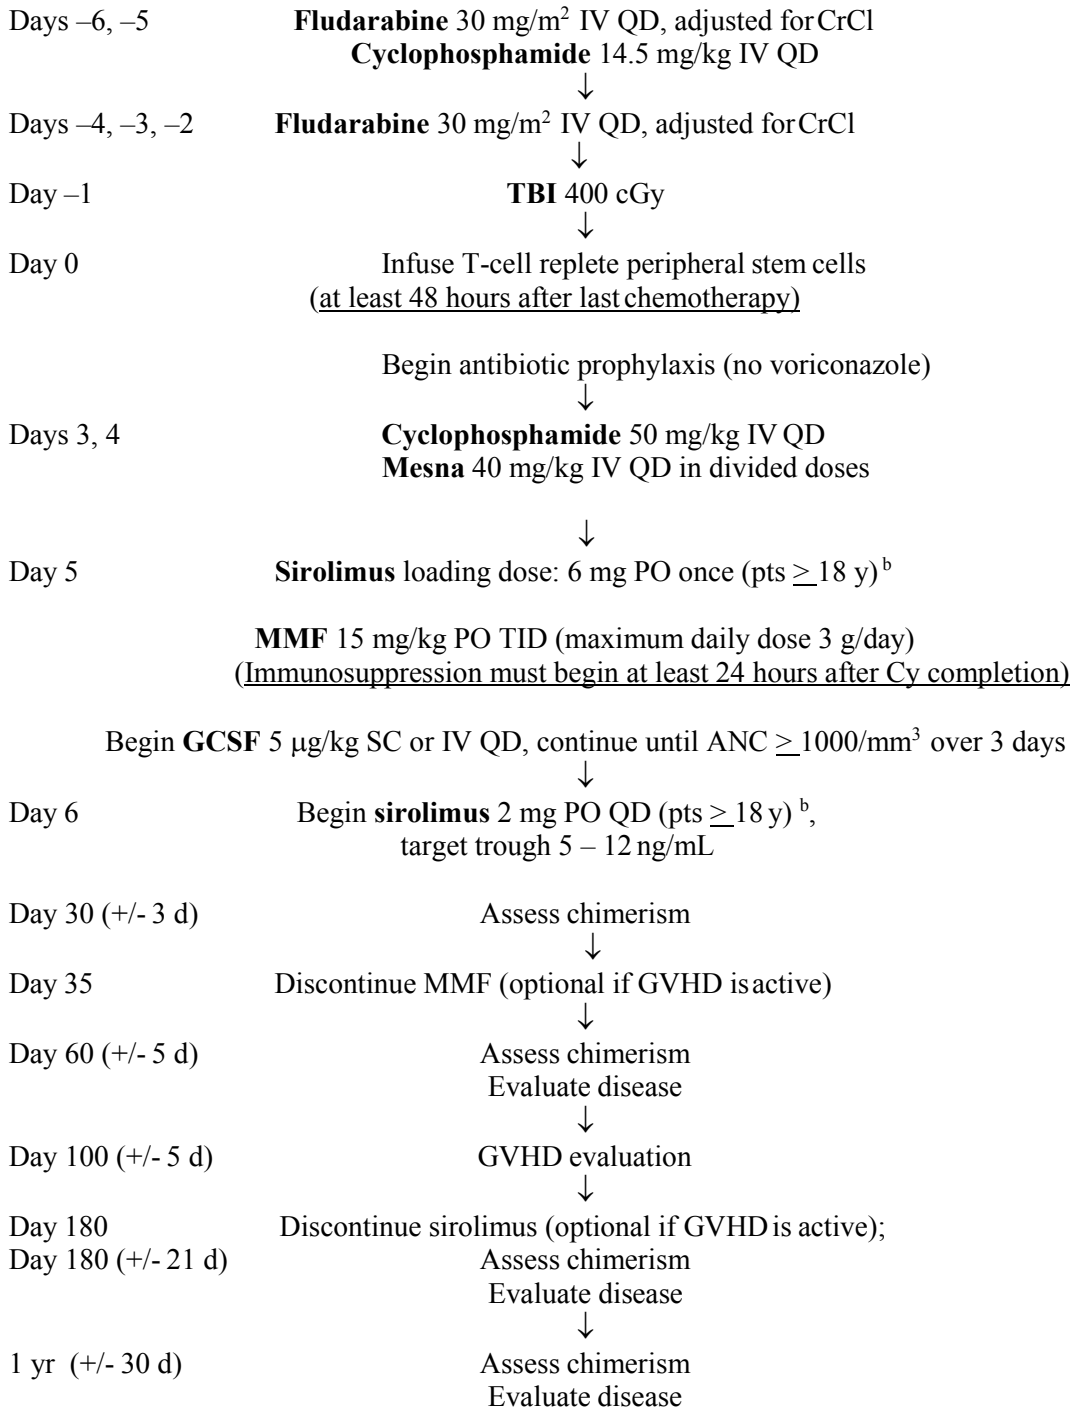 Days –6, –5 Fludarabine 30 mg/m² IV QD, adjusted for CrCl
Cyclophosphamide 14.5 mg/kg IV QD
↓
Days –4, –3, –2 Fludarabine 30 mg/m² IV QD, adjusted for CrCl
↓
Day –1 TBI 400 cGy
↓
Day 0 Infuse T-cell replete peripheral stem cells
(at least 48 hours after last chemotherapy)
Begin antibiotic prophylaxis (no voriconazole)
↓
Days 3, 4 Cyclophosphamide 50 mg/kg IV QD
Mesna 40 mg/kg IV QD in divided doses
↓
Day 5 Sirolimus loading dose: 6 mg PO once (pts ≥ 18 y) ᵇ
MMF 15 mg/kg PO TID (maximum daily dose 3 g/day)
(Immunosuppression must begin at least 24 hours after Cy completion)
Begin GCSF 5 μg/kg SC or IV QD, continue until ANC ≥ 1000/mm³ over 3 days
↓
Day 6 Begin sirolimus 2 mg PO QD (pts ≥ 18 y) ᵇ,
target trough 5 – 12 ng/mL
Day 30 (+/- 3 d) Assess chimerism
↓
Day 35 Discontinue MMF (optional if GVHD is active)
↓
Day 60 (+/- 5 d) Assess chimerism
Evaluate disease
↓
Day 100 (+/- 5 d) GVHD evaluation
↓
Day 180 Discontinue sirolimus (optional if GVHD is active);
Day 180 (+/- 21 d) Assess chimerism
Evaluate disease
↓
1 yr (+/- 30 d) Assess chimerism
Evaluate disease